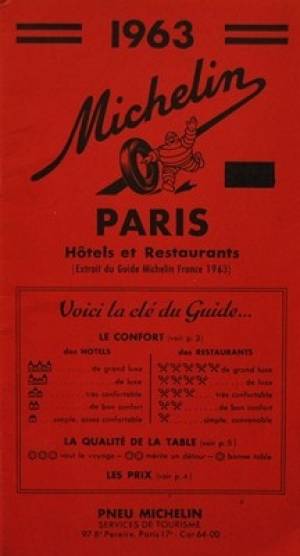 1963
Michelin
PARIS
Hôtels et Restaurants
(Extrait du Guide Michelin France 1963)
Voici la clé du Guide...
LE CONFORT (voir p. 3)
des HOTELS des RESTAURANTS
de grand luxe de grand luxe
de luxe de luxe
très confortable très confortable
de bon confort de bon confort
simple, assez confortable simple, convenable
LA QUALITÉ DE LA TABLE (voir p. 5)
vaut le voyage - mérite un détour - bonne table
LES PRIX (voir p. 4)
PNEU MICHELIN
SERVICES DE TOURISME
97 Bd Pereire, Paris 17e - Car 64-00